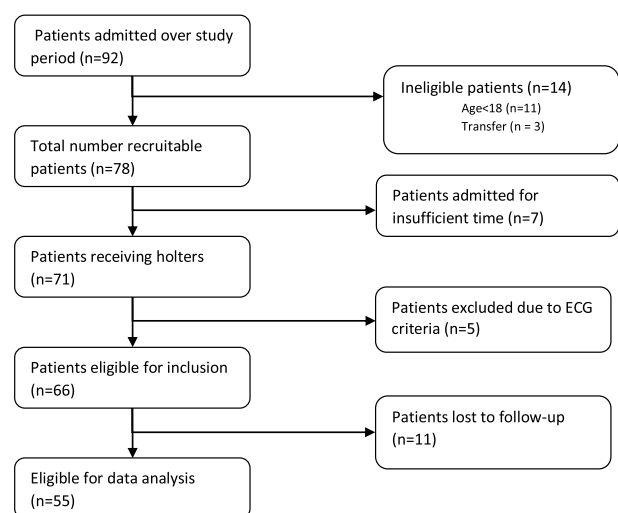 Patients admitted over study
period (n=92)
Ineligible patients (n=14)
Age<18 (n=11)
Transfer (n = 3)
Total number recruitable
patients (n=78)
Patients admitted for
insufficient time (n=7)
Patients receiving holters
(n=71)
Patients excluded due to ECG
criteria (n=5)
Patients eligible for inclusion
(n=66)
Patients lost to follow-up
(n=11)
Eligible for data analysis
(n=55)